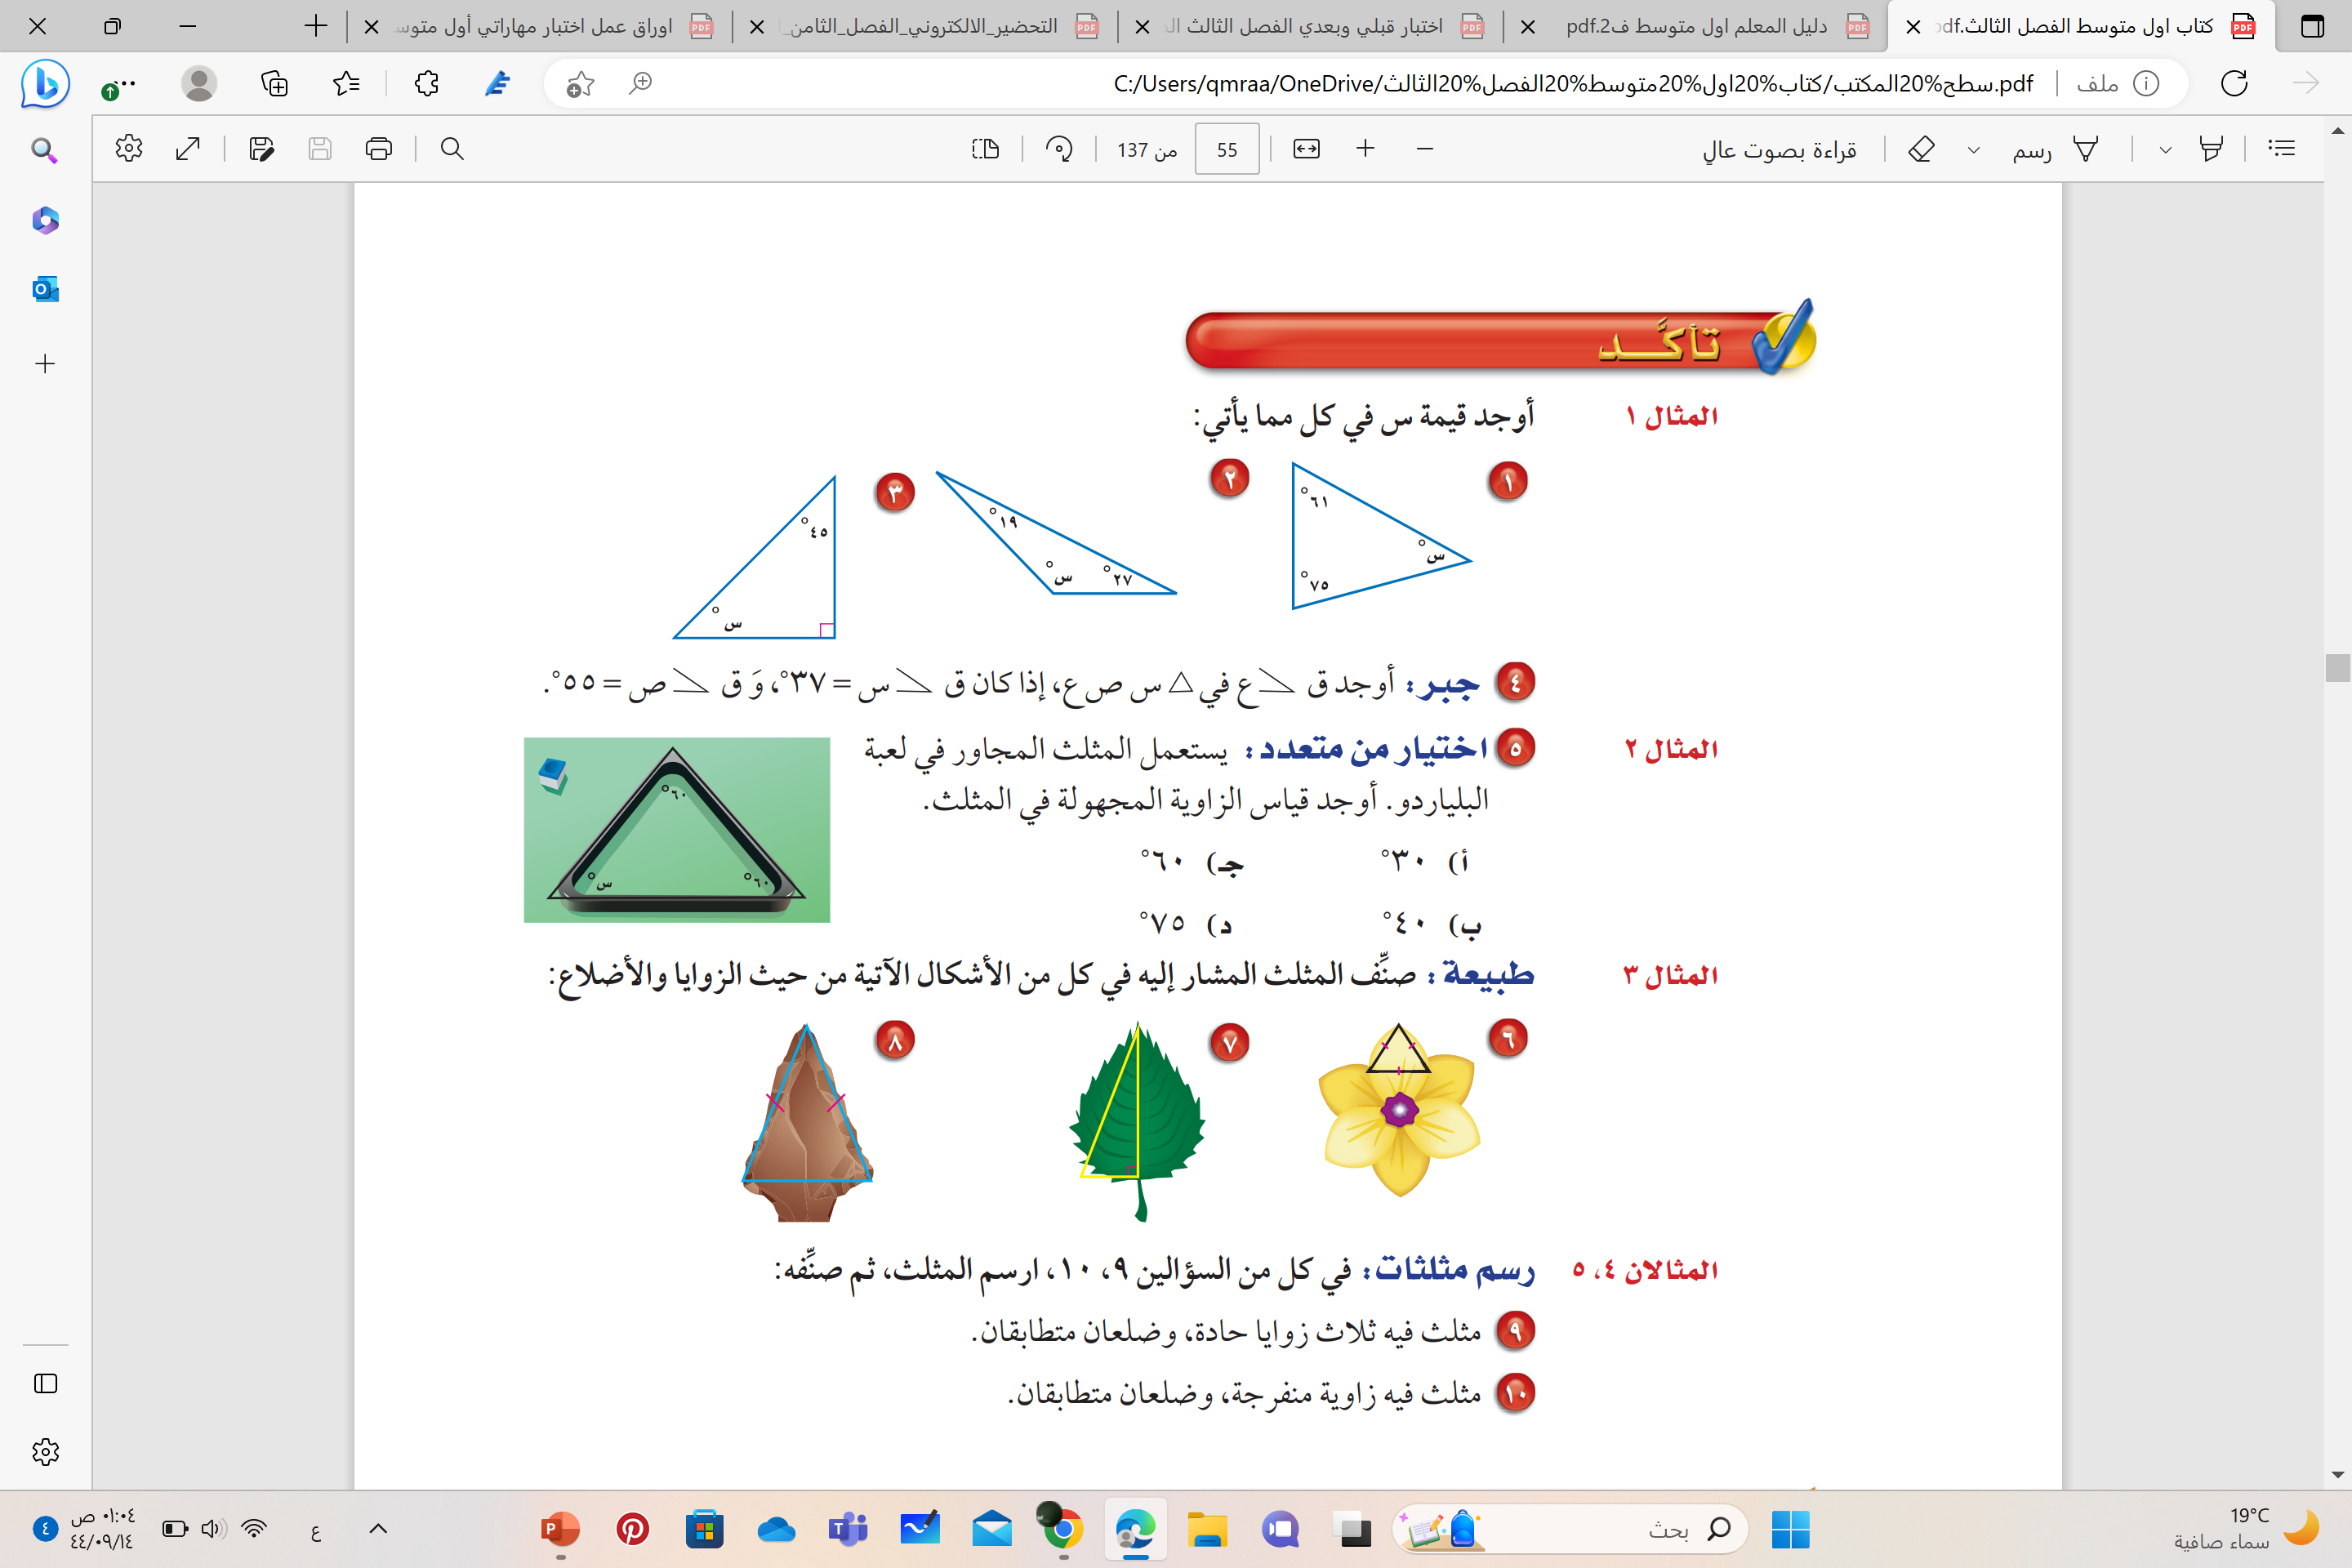 كتاب اول متوسط الفصل الثالث.pdf
دليل المعلم اول متوسط ف2.pdf
اختبار قبلي وبعدي الفصل الثالث
التحضير_الالكتروني_الفصل_الثامن_
اوراق عمل اختبار مهاراتي أول متوس
ملف
C:/Users/qmraa/OneDrive/سطح%20المكتب/كتاب%20اول%20متوسط%20الفصل%20الثالث.pdf
رسم
قراءة بصوت عالٍ
55
من 137
تأكَّد
المثال ١
أوجد قيمة س في كل مما يأتي:
١
°٦١
°س
°٧٥
٢
°١٩
°س
°٢٧
٣
°٤٥
°س
٤ جبر: أوجد ق ∠ع في △ س ص ع، إذا كان ق ∠س = ٣٧°، وَ ق ∠ص = ٥٥°.
المثال ٢
٥ اختيار من متعدد: يستعمل المثلث المجاور في لعبة
البلياردو. أوجد قياس الزاوية المجهولة في المثلث.
°٦٠
°س
°٦٠
أ) ٣٠° جـ) ٦٠°
ب) ٤٠° د) ٧٥°
المثال ٣
طبيعة: صنِّف المثلث المشار إليه في كل من الأشكال الآتية من حيث الزوايا والأضلاع:
٦
٧
٨
المثالان ٤، ٥
رسم مثلثات: في كل من السؤالين ٩، ١٠، ارسم المثلث، ثم صنِّفه:
٩ مثلث فيه ثلاث زوايا حادة، وضلعان متطابقان.
١٠ مثلث فيه زاوية منفرجة، وضلعان متطابقان.
19°C
سماء صافية
بحث
ع
٠١:٠٤ ص
٤٤/٠٩/١٤
٤